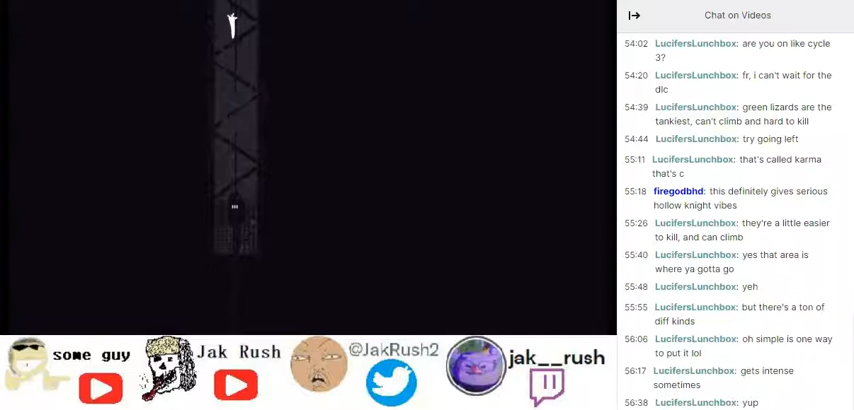 Chat on Videos
54:02 LucifersLunchbox: are you on like cycle
3?
54:20 LucifersLunchbox: fr, i can't wait for the
dlc
54:39 LucifersLunchbox: green lizards are the
tankiest, can't climb and hard to kill
54:44 LucifersLunchbox: try going left
55:11 LucifersLunchbox: that's called karma
that's c
55:18 firegodbhd: this definitely gives serious
hollow knight vibes
55:26 LucifersLunchbox: they're a little easier
to kill, and can climb
55:40 LucifersLunchbox: yes that area is
where ya gotta go
55:48 LucifersLunchbox: yeh
55:55 LucifersLunchbox: but there's a ton of
diff kinds
56:06 LucifersLunchbox: oh simple is one way
to put it lol
56:17 LucifersLunchbox: gets intense
sometimes
56:38 LucifersLunchbox: yup
some guy
Jak Rush
@JakRush2
jak__rush